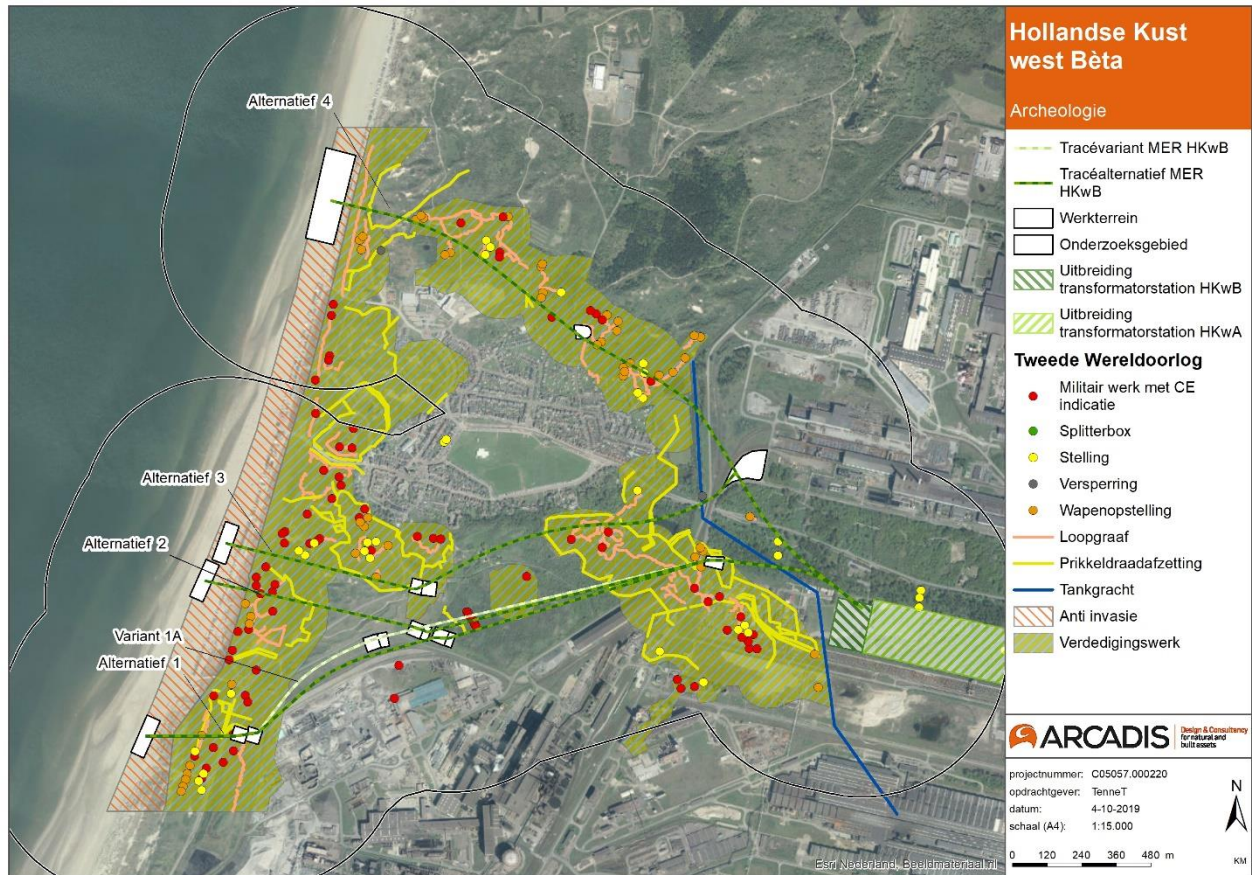 Alternatief 4
Alternatief 3
Alternatief 2
Variant 1A
Alternatief 1
Esri Nederland, Beeldmateriaal.nl
Hollandse Kust
west Bèta
Archeologie
Tracévariant MER HKwB
Tracéalternatief MER
HKwB
Werkterrein
Onderzoeksgebied
Uitbreiding
transformatorstation HKwB
Uitbreiding
transformatorstation HKwA
Tweede Wereldoorlog
Militair werk met CE
indicatie
Splitterbox
Stelling
Versperring
Wapenopstelling
Loopgraaf
Prikkeldraadafzetting
Tankgracht
Anti invasie
Verdedigingswerk
ARCADIS
Design & Consultancy
for natural and
built assets
projectnummer: C05057.000220
opdrachtgever: TenneT
datum: 4-10-2019
schaal (A4): 1:15.000
N
0 120 240 360 480 m
KM